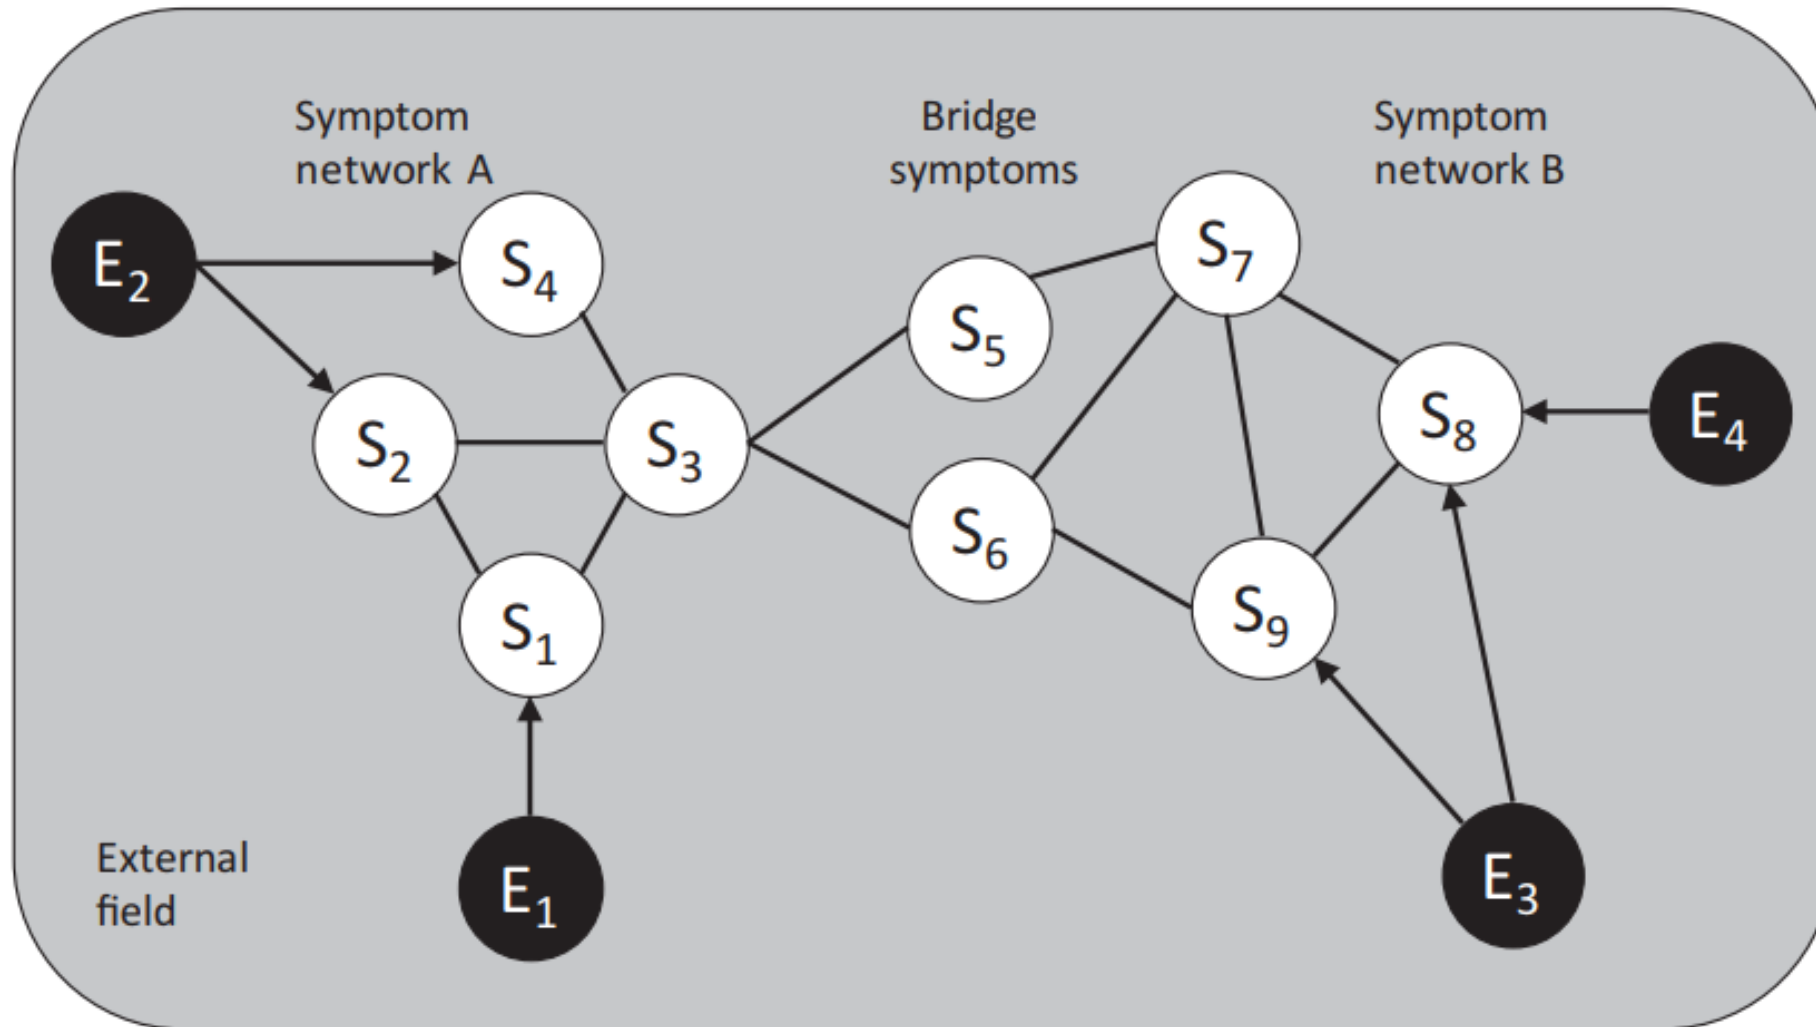 Symptom
network A
Bridge
symptoms
Symptom
network B
E2
S4
S7
S5
S8
E4
S2
S3
S6
S9
S1
External
field
E1
E3